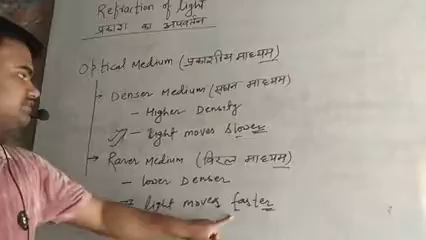 Refraction of light
प्रकाश का अपवर्तन
Optical Medium (प्रकाशीय माध्यम)
Denser Medium (सघन माध्यम)
- Higher Density
- light moves slower
Rarer Medium (विरल माध्यम)
- lower Denser
light moves faster